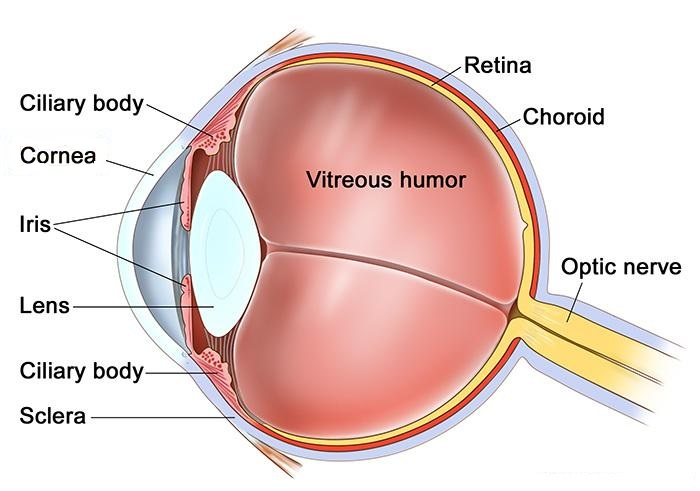 Retina
Ciliary body
Choroid
Cornea
Vitreous humor
Iris
Optic nerve
Lens
Ciliary body
Sclera